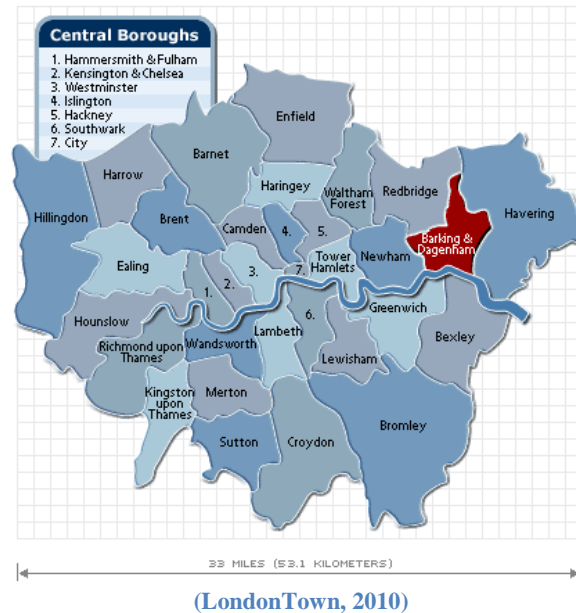 Central Boroughs
1. Hammersmith & Fulham
2. Kensington & Chelsea
3. Westminster
4. Islington
5. Hackney
6. Southwark
7. City
Enfield
Barnet
Harrow
Haringey
Waltham
Forest
Redbridge
Havering
Hillingdon
Brent
Camden
4.
5.
Barking &
Dagenham
Ealing
3.
7.
Tower
Hamlets
Newham
1.
2.
Hounslow
6.
Greenwich
Richmond upon
Thames
Wandsworth
Lambeth
Lewisham
Bexley
Kingston
upon
Thames
Merton
Sutton
Croydon
Bromley
33 MILES (53.1 KILOMETERS)
(LondonTown, 2010)